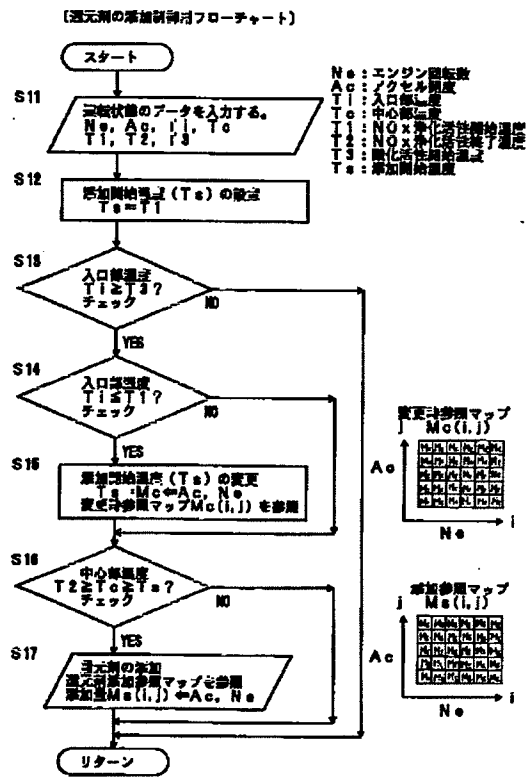 [還元剤の添加制御用フローチャート]
スタート
Ne：エンジン回転数
Ac：アクセル開度
Ti：入口部温度
Tc：中心部温度
T1：NOx浄化活性開始温度
T2：NOx浄化活性終了温度
T3：酸化活性開始温度
Ts：添加開始温度
S11
運転状態のデータを入力する。
Ne, Ac, Ti, Tc
T1, T2, T3
S12
添加開始温度（Ts）の設定
Ts=T1
S13
入口部温度
Ti≧T3？
チェック
NO
YES
S14
入口部温度
Ti≦T1？
チェック
NO
YES
S15
添加開始温度（Ts）の変更
Ts・Mc⇐Ac, Ne
変更時参照マップMc(i,j)を参照
変更時参照マップ
j Mc(i,j)
Ac
Ne
i
S16
中心部温度
T2≧Tc≧Ts？
チェック
NO
YES
S17
還元剤の添加
還元剤添加参照マップを参照
添加量Ms(i,j)⇐Ac, Ne
添加参照マップ
j Ms(i,j)
Ac
Ne
i
リターン